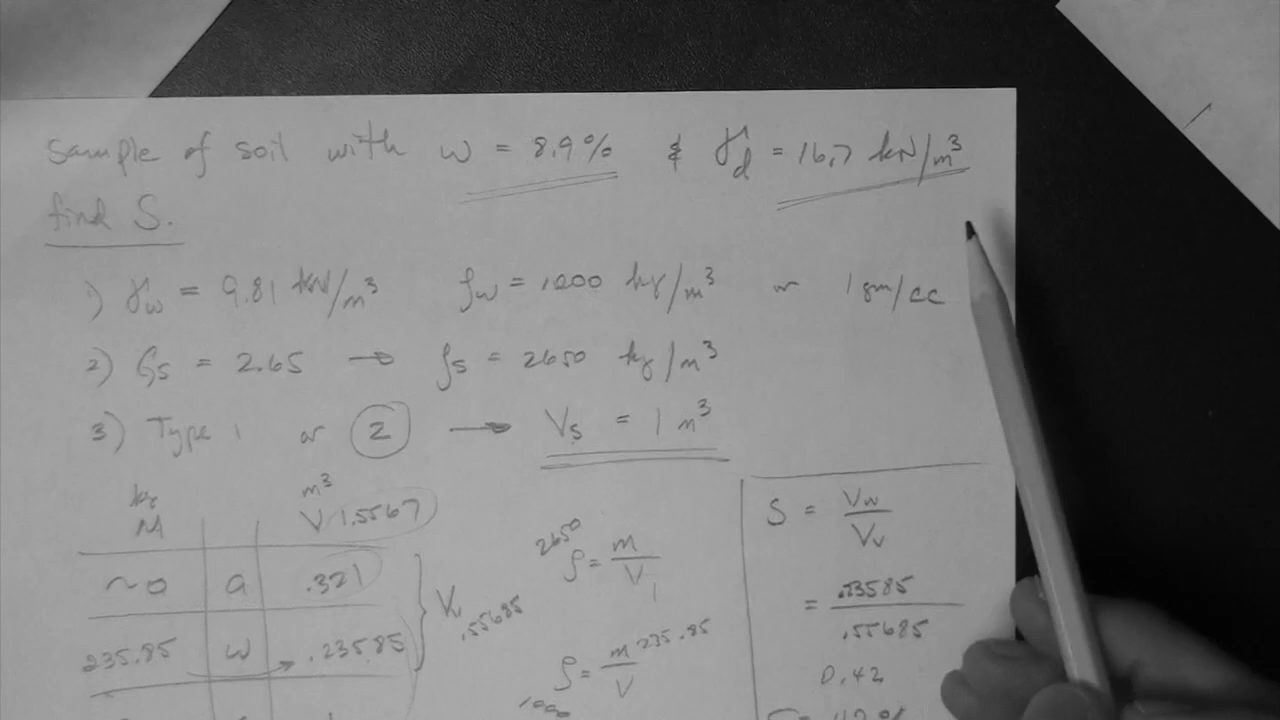 Sample of soil with w = 8.9% & γd = 16.7 kN/m³
find S.
1) γw = 9.81 kN/m³ ρw = 1000 kg/m³ or 1 gm/cc
2) Gs = 2.65 → ρs = 2650 kg/m³
3) Type 1 or 2 → Vs = 1 m³
kg m³
M V 1.5567
~0 a .321
235.85 w → .23585
Vv .55685
2650 ρ = m/V 1
1000 ρ = m/V 235.85
S = Vw/Vv
= .23585/.55685
0.42